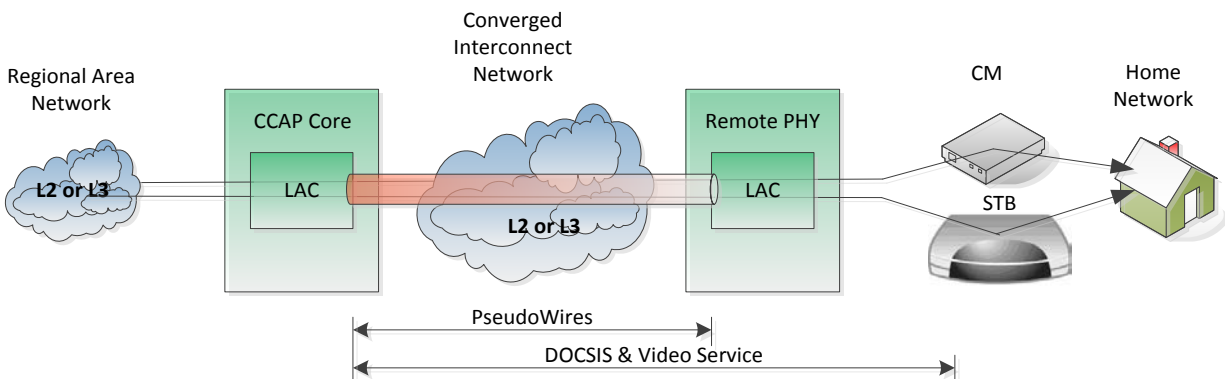 Regional Area
Network
CCAP Core
Converged
Interconnect
Network
Remote PHY
CM
Home
Network
L2 or L3
LAC
L2 or L3
LAC
STB
PseudoWires
DOCSIS & Video Service